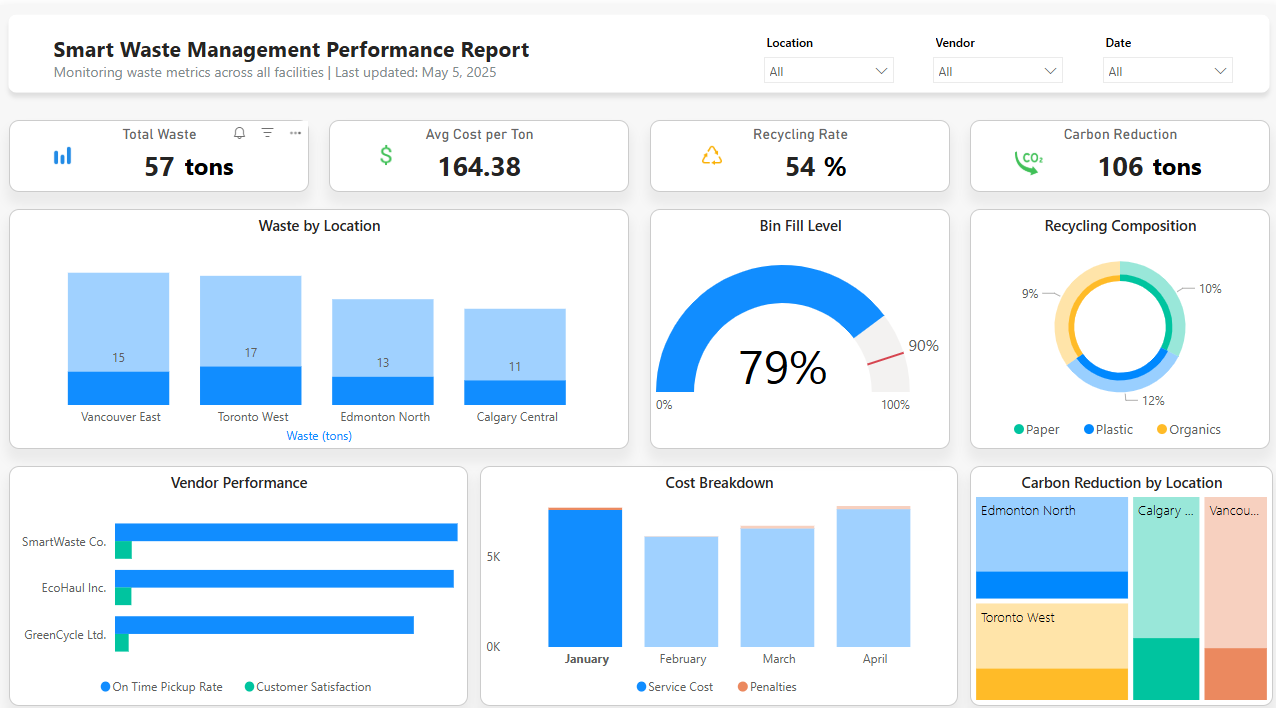 Smart Waste Management Performance Report
Monitoring waste metrics across all facilities | Last updated: May 5, 2025
Location Vendor Date
All All All
Total Waste
57 tons
Avg Cost per Ton
$ 164.38
Recycling Rate
54 %
Carbon Reduction
CO₂ 106 tons
Waste by Location
15 17 13 11
Vancouver East Toronto West Edmonton North Calgary Central
Waste (tons)
Bin Fill Level
90%
79%
0% 100%
Recycling Composition
9% 10%
12%
Paper Plastic Organics
Vendor Performance
SmartWaste Co.
EcoHaul Inc.
GreenCycle Ltd.
On Time Pickup Rate Customer Satisfaction
Cost Breakdown
5K
0K
January February March April
Service Cost Penalties
Carbon Reduction by Location
Edmonton North Calgary ... Vancou...
Toronto West